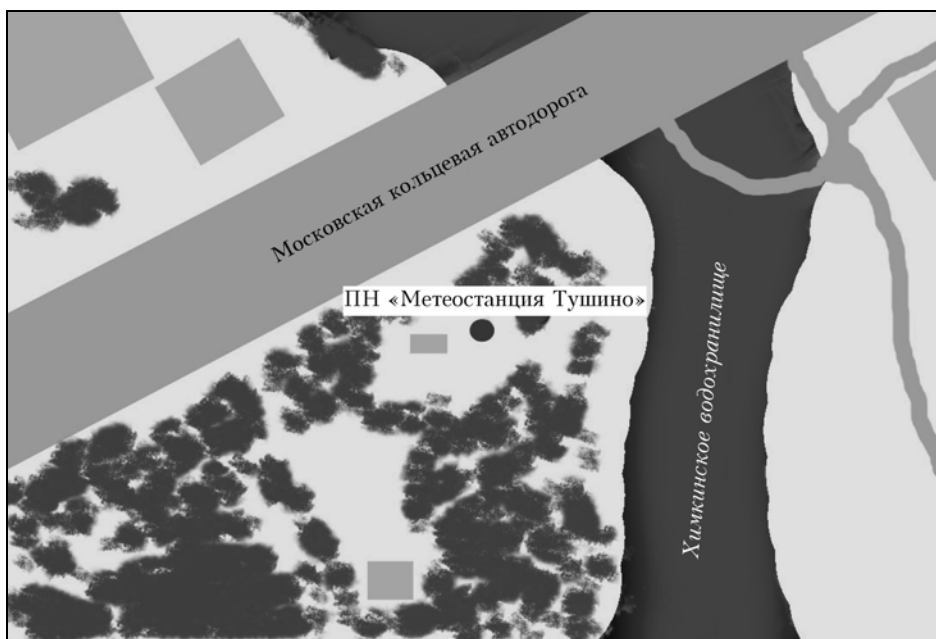 Московская кольцевая автодорога
ПН «Метеостанция Тушино»
Химкинское водохранилище